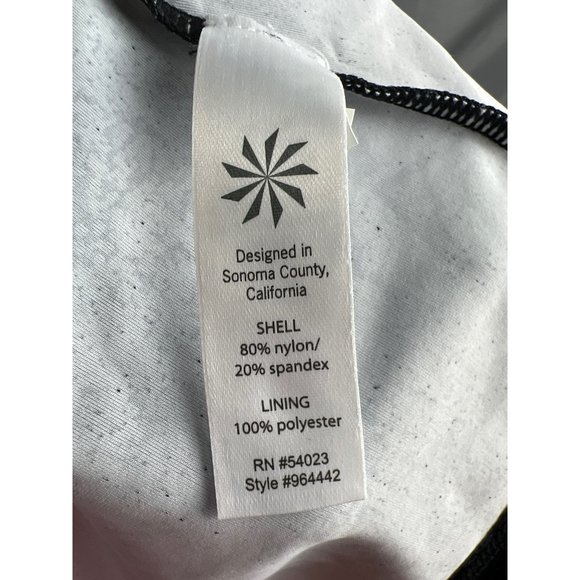 Designed in
Sonoma County,
California
SHELL
80% nylon/
20% spandex
LINING
100% polyester
RN #54023
Style #964442